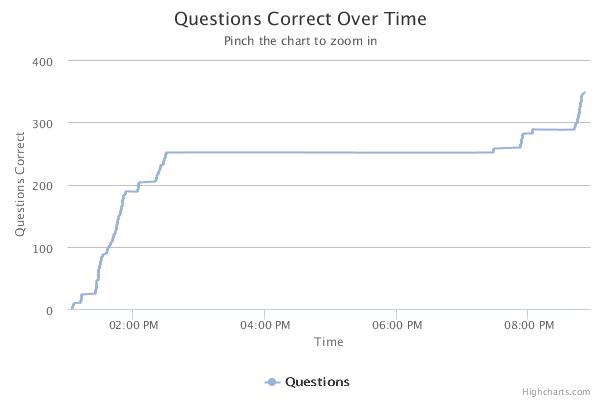 Questions Correct Over Time
Pinch the chart to zoom in
400
300
200
100
0
Questions Correct
02:00 PM 04:00 PM 06:00 PM 08:00 PM
Time
Questions
Highcharts.com